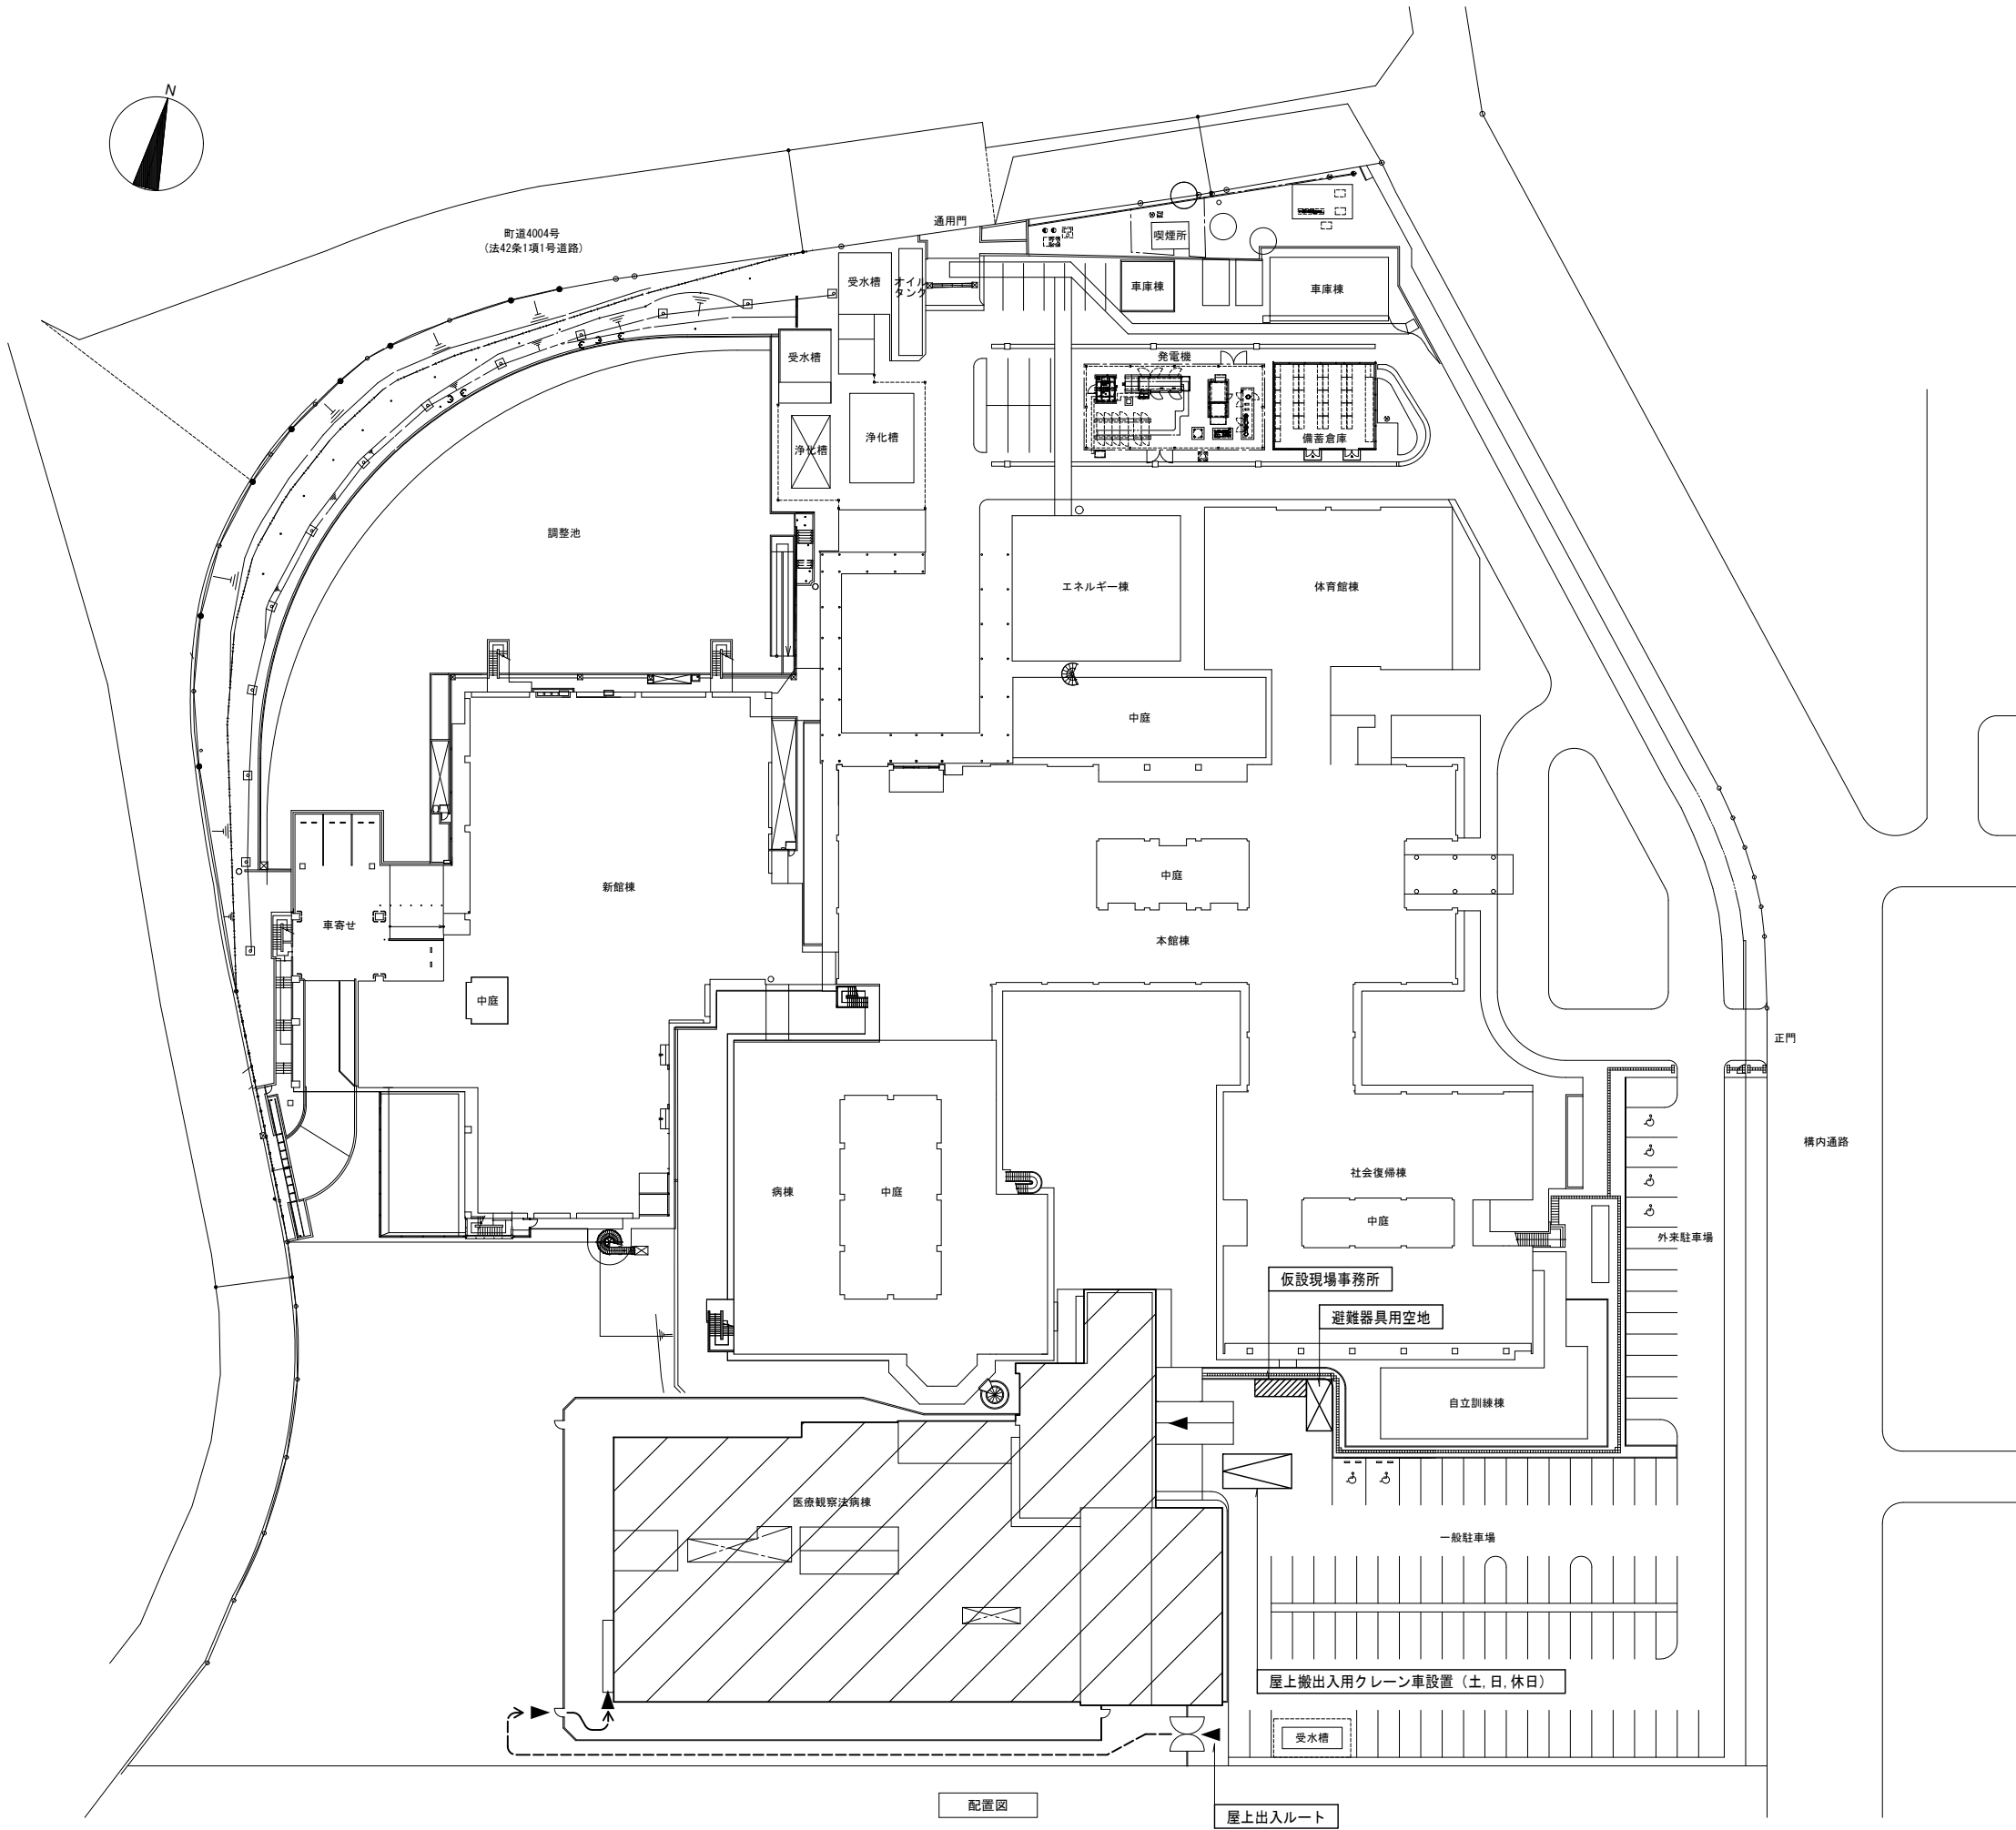 N
町道4004号
(法42条1項1号道路)
通用門
喫煙所
受水槽
オイル
タンク
車庫棟
車庫棟
受水槽
発電機
浄化槽
浄化槽
備蓄倉庫
調整池
エネルギー棟
体育館棟
中庭
新館棟
中庭
車寄せ
本館棟
中庭
正門
構内通路
病棟
中庭
社会復帰棟
中庭
外来駐車場
仮設現場事務所
避難器具用空地
自立訓練棟
医療観察法病棟
一般駐車場
屋上搬出入用クレーン車設置（土,日,休日）
受水槽
配置図
屋上出入ルート